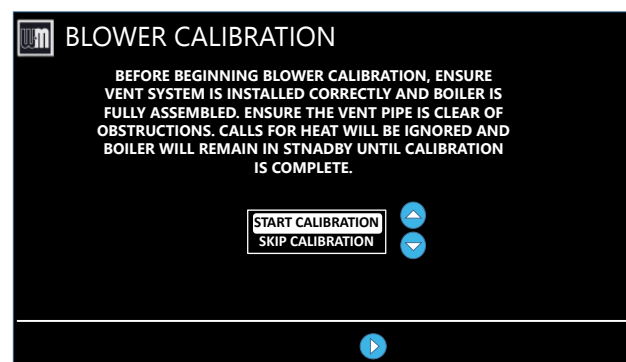 WM BLOWER CALIBRATION
BEFORE BEGINNING BLOWER CALIBRATION, ENSURE
VENT SYSTEM IS INSTALLED CORRECTLY AND BOILER IS
FULLY ASSEMBLED. ENSURE THE VENT PIPE IS CLEAR OF
OBSTRUCTIONS. CALLS FOR HEAT WILL BE IGNORED AND
BOILER WILL REMAIN IN STNADBY UNTIL CALIBRATION
IS COMPLETE.
START CALIBRATION
SKIP CALIBRATION